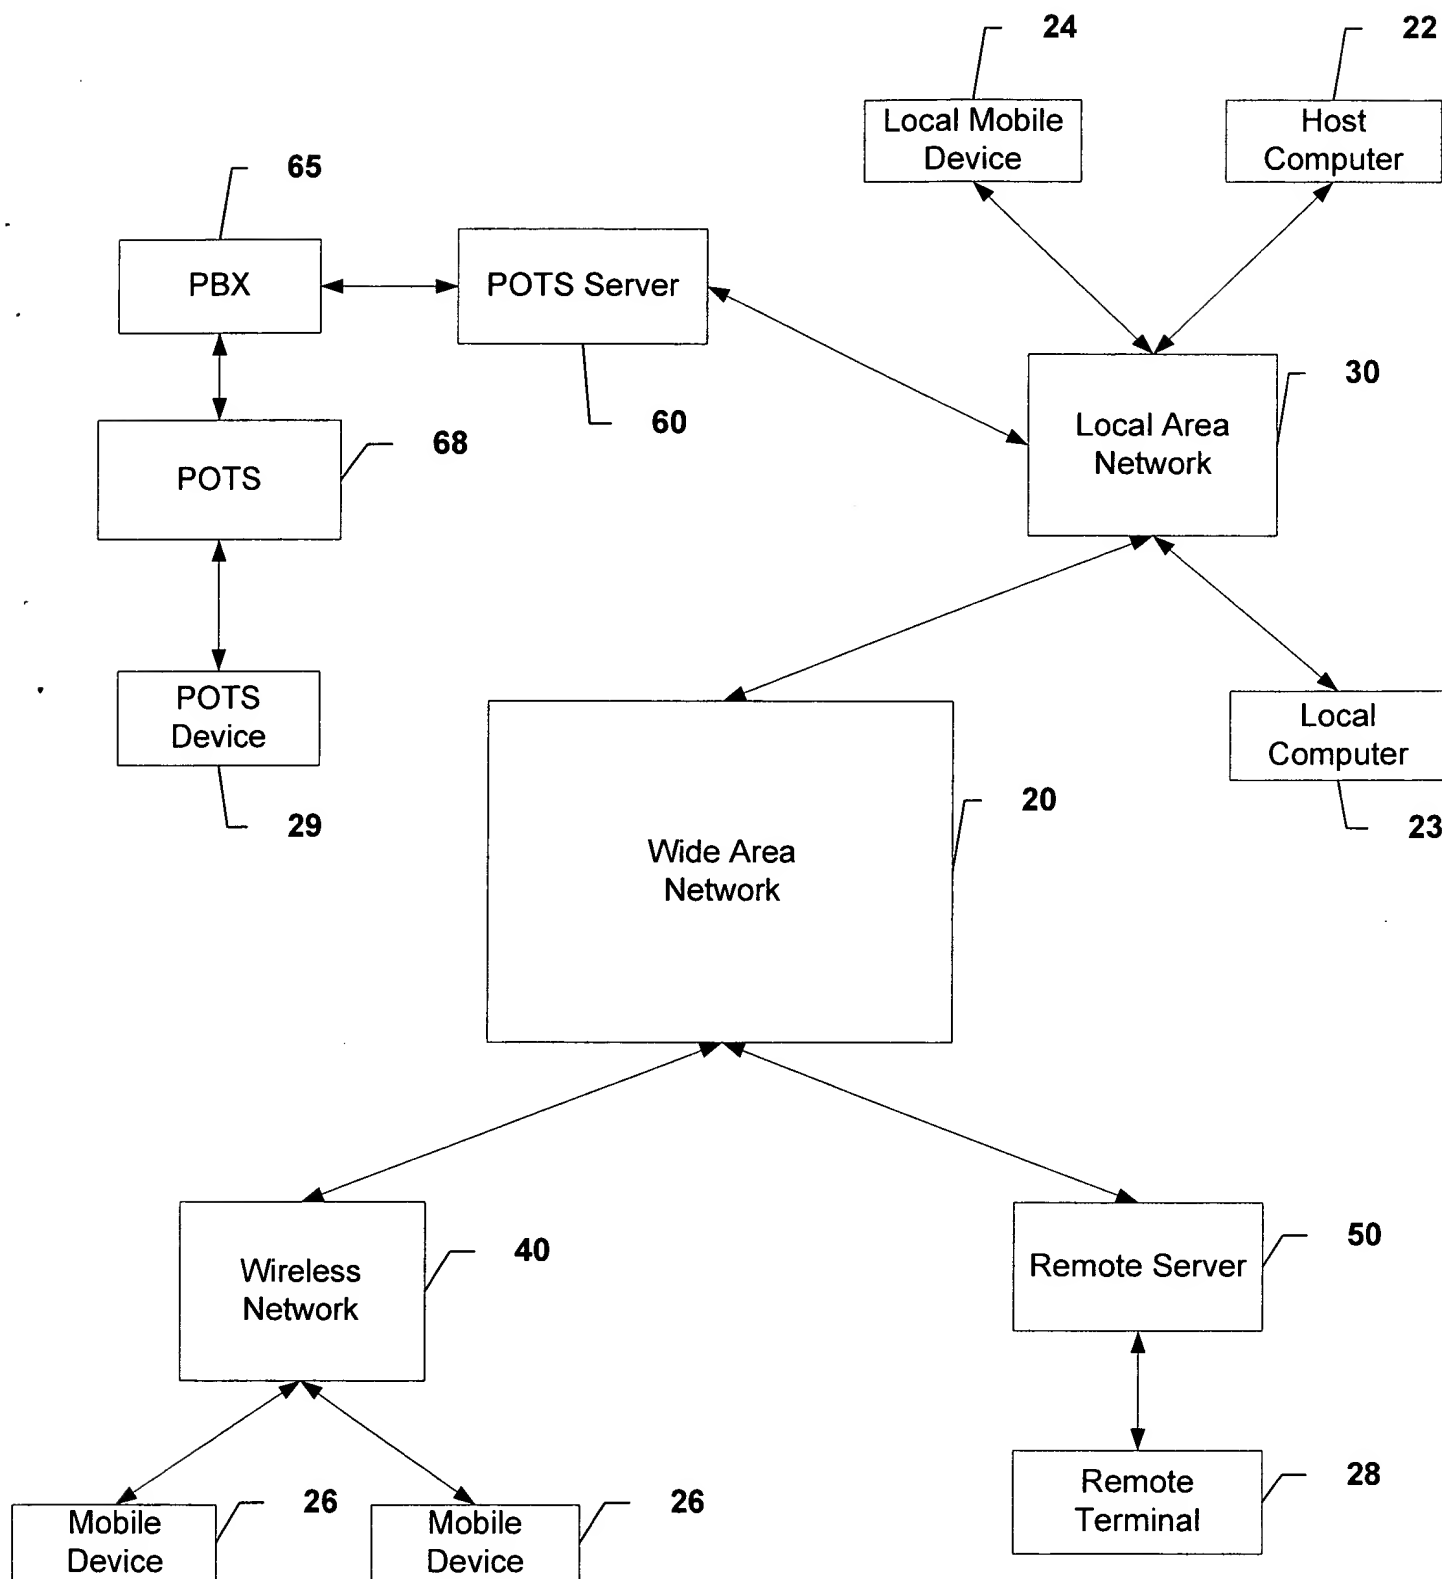 24
22
Local Mobile
Device
Host
Computer
65
PBX
POTS Server
30
60
68
Local Area
Network
POTS
POTS
Device
Local
Computer
20
29
23
Wide Area
Network
40
50
Wireless
Network
Remote Server
28
26
26
Remote
Terminal
Mobile
Device
Mobile
Device